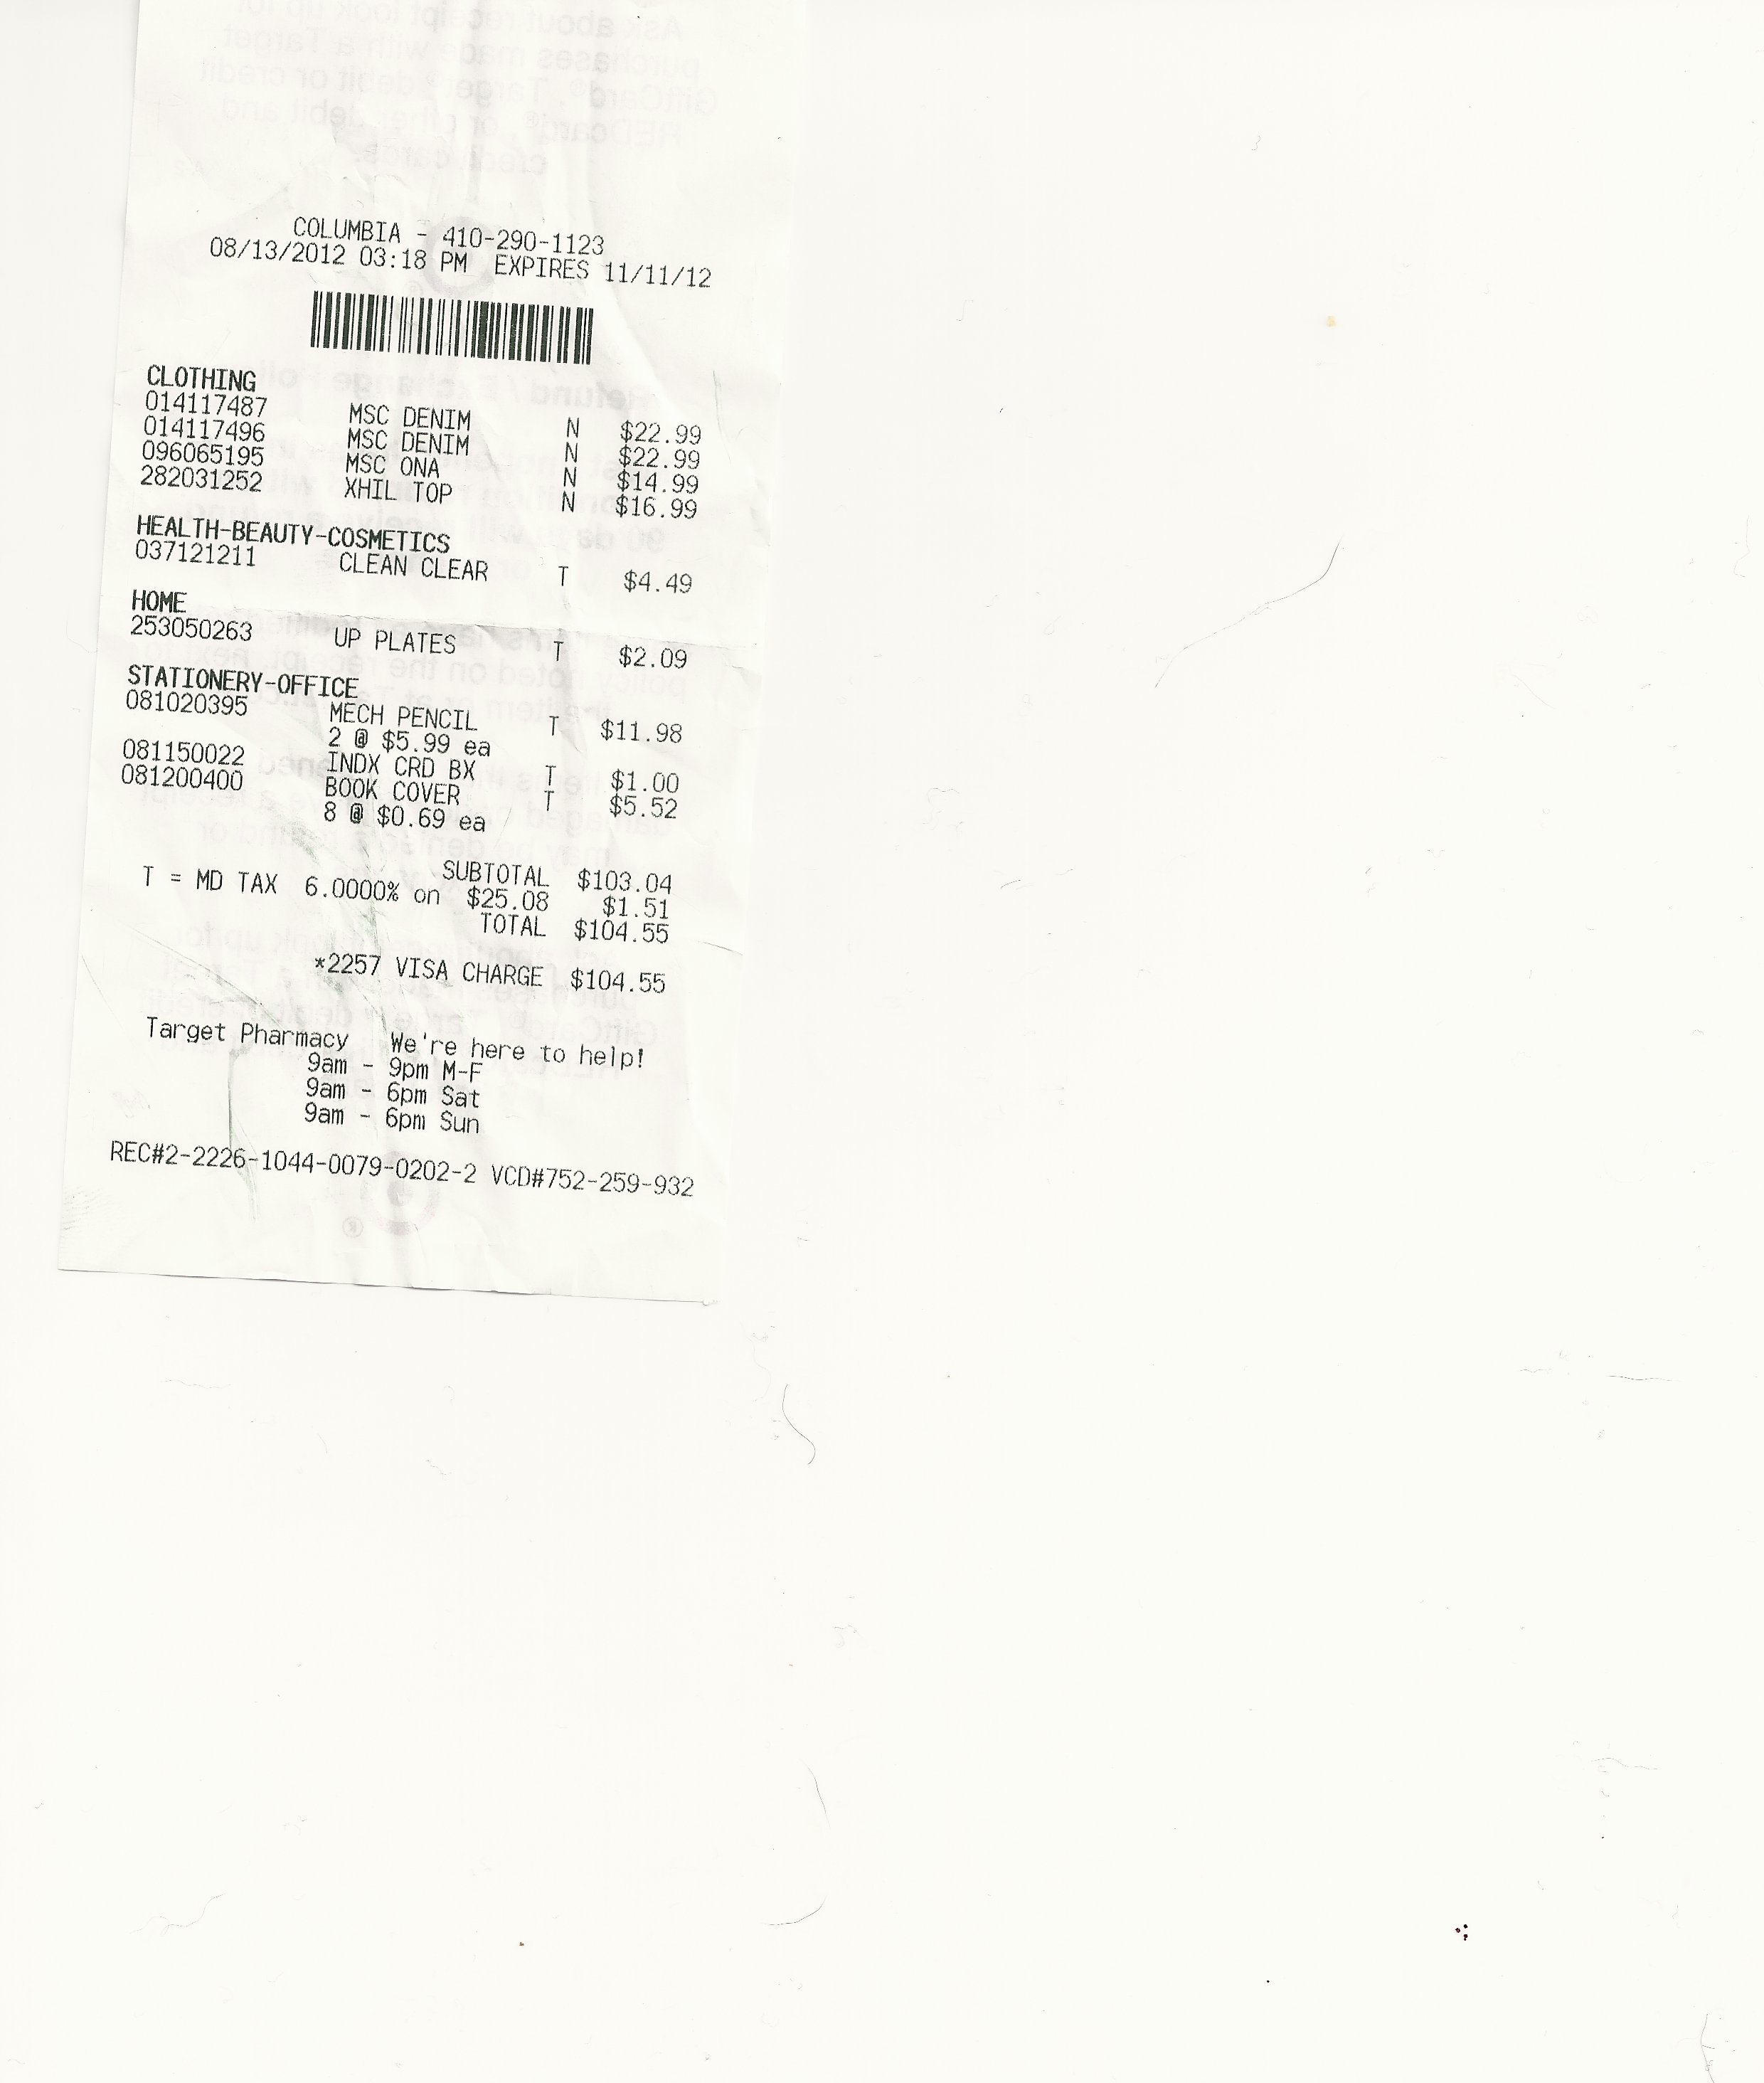 COLUMBIA - 410-290-1123
08/13/2012 03:18 PM EXPIRES 11/11/12
CLOTHING
014117487 MSC DENIM N $22.99
014117496 MSC DENIM N $22.99
096065195 MSC ONA N $14.99
282031252 XHIL TOP N $16.99
HEALTH-BEAUTY-COSMETICS
037121211 CLEAN CLEAR T $4.49
HOME
253050263 UP PLATES T $2.09
STATIONERY-OFFICE
081020395 MECH PENCIL T $11.98
2 @ $5.99 ea
081150022 INDX CRD BX T $1.00
081200400 BOOK COVER T $5.52
8 @ $0.69 ea
SUBTOTAL $103.04
T = MD TAX 6.0000% on $25.08 $1.51
TOTAL $104.55
*2257 VISA CHARGE $104.55
Target Pharmacy We're here to help!
9am - 9pm M-F
9am - 6pm Sat
9am - 6pm Sun
REC#2-2226-1044-0079-0202-2 VCD#752-259-932